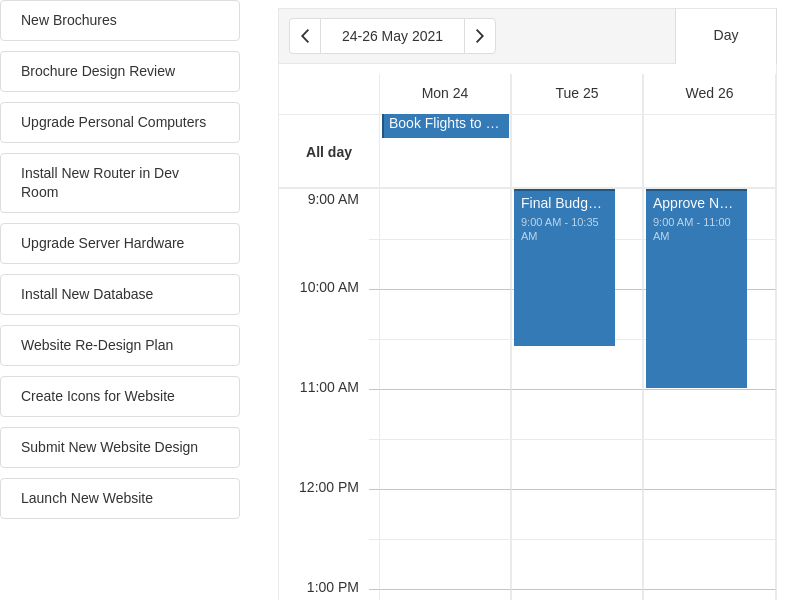 New Brochures
Brochure Design Review
Upgrade Personal Computers
Install New Router in Dev
Room
Upgrade Server Hardware
Install New Database
Website Re-Design Plan
Create Icons for Website
Submit New Website Design
Launch New Website
24-26 May 2021
Day
Mon 24
Tue 25
Wed 26
All day
Book Flights to ...
9:00 AM
10:00 AM
11:00 AM
12:00 PM
1:00 PM
Final Budg...
9:00 AM - 10:35
AM
Approve N...
9:00 AM - 11:00
AM